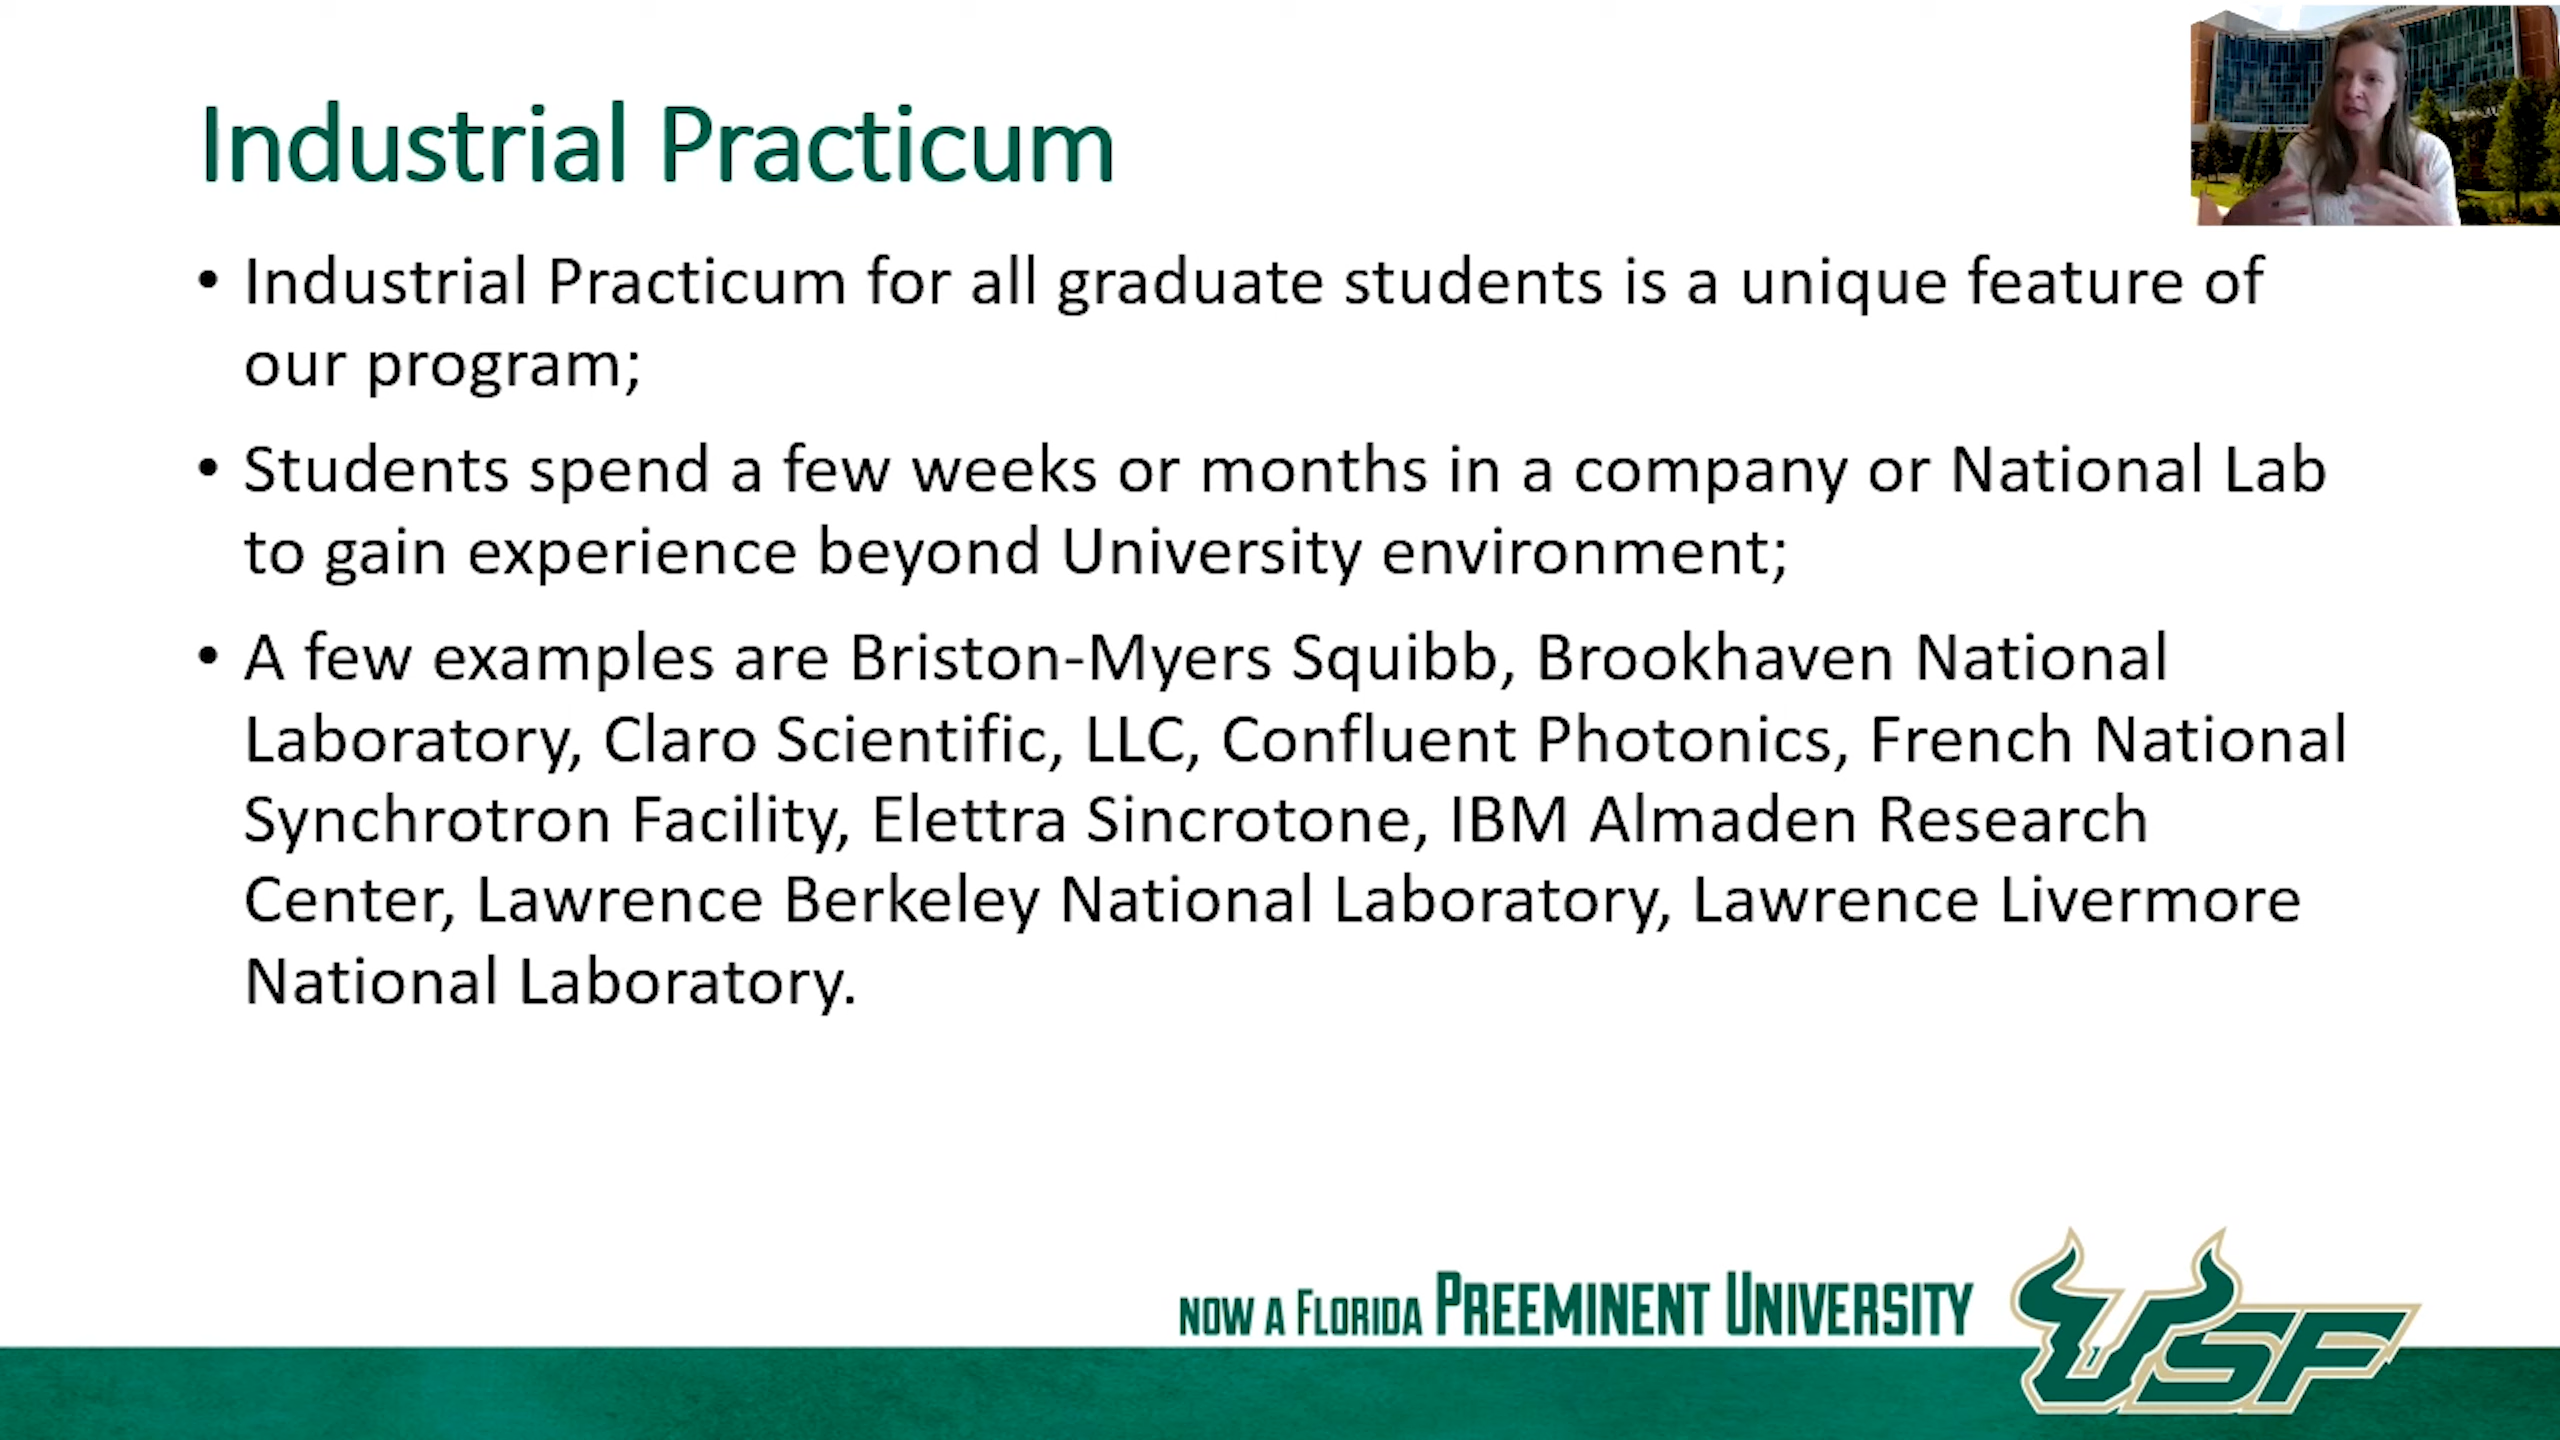 Industrial Practicum
• Industrial Practicum for all graduate students is a unique feature of
our program;
• Students spend a few weeks or months in a company or National Lab
to gain experience beyond University environment;
• A few examples are Briston-Myers Squibb, Brookhaven National
Laboratory, Claro Scientific, LLC, Confluent Photonics, French National
Synchrotron Facility, Elettra Sincrotone, IBM Almaden Research
Center, Lawrence Berkeley National Laboratory, Lawrence Livermore
National Laboratory.
NOW A FLORIDA PREEMINENT UNIVERSITY
USF